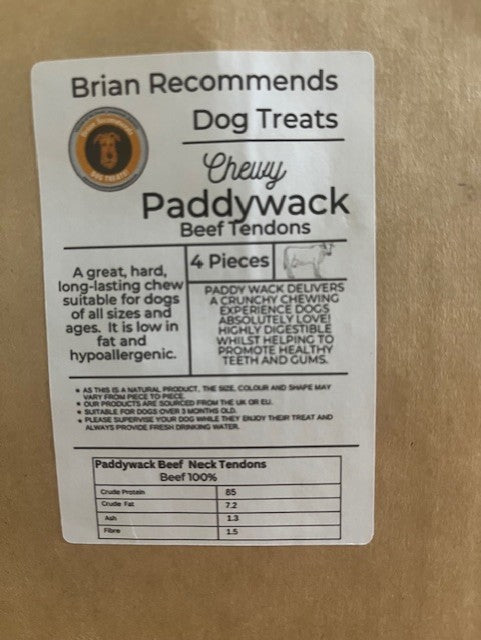 Brian Recommends
Dog Treats
DOG TREATS
Chewy
Paddywack
Beef Tendons
4 Pieces
A great, hard,
long-lasting chew
suitable for dogs
of all sizes and
ages. It is low in
fat and
hypoallergenic.
PADDY WACK DELIVERS
A CRUNCHY CHEWING
EXPERIENCE DOGS
ABSOLUTELY LOVE!
HIGHLY DIGESTIBLE
WHILST HELPING TO
PROMOTE HEALTHY
TEETH AND GUMS.
• AS THIS IS A NATURAL PRODUCT, THE SIZE, COLOUR AND SHAPE MAY
VARY FROM PIECE TO PIECE.
• OUR PRODUCTS ARE SOURCED FROM THE UK OR EU.
• SUITABLE FOR DOGS OVER 3 MONTHS OLD.
• PLEASE SUPERVISE YOUR DOG WHILE THEY ENJOY THEIR TREAT AND
ALWAYS PROVIDE FRESH DRINKING WATER.
Paddywack Beef Neck Tendons
Beef 100%
Crude Protein 85
Crude Fat 7.2
Ash 1.3
Fibre 1.5